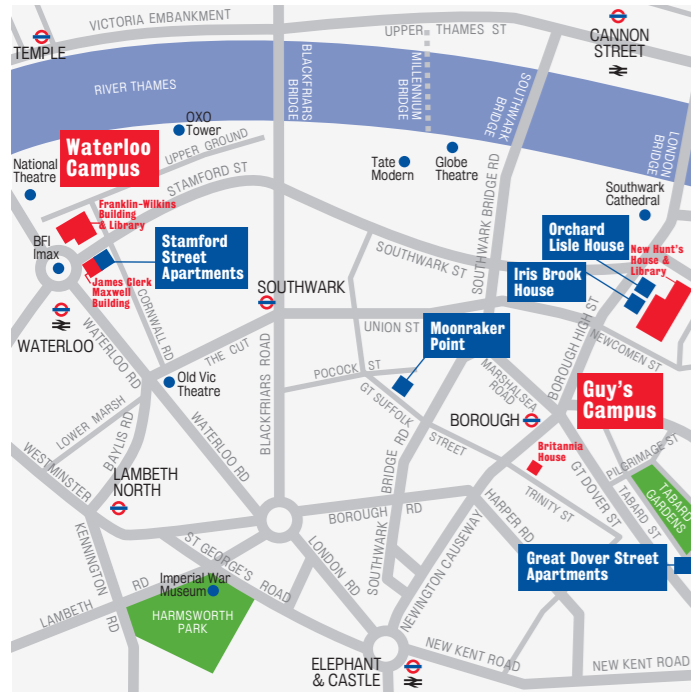 VICTORIA EMBANKMENT
TEMPLE
UPPER THAMES ST
CANNON
STREET
RIVER THAMES
BLACKFRIARS
BRIDGE
MILLENNIUM
BRIDGE
SOUTHWARK
BRIDGE
LONDON
BRIDGE
OXO
Tower
UPPER GROUND
Waterloo
Campus
National
Theatre
STAMFORD ST
Tate
Modern
Globe
Theatre
SOUTHWARK BRIDGE RD
Southwark
Cathedral
Franklin-Wilkins
Building
& Library
BFI
Imax
Stamford
Street
Apartments
James Clerk
Maxwell
Building
CORNWALL RD
SOUTHWARK ST
Orchard
Lisle House
New Hunt's
House &
Library
Iris Brook
House
SOUTHWARK
WATERLOO
WATERLOO RD
THE CUT
UNION ST
Moonraker
Point
BOROUGH HIGH ST
NEWCOMEN ST
POCOCK ST
MARSHALSEA
ROAD
Old Vic
Theatre
BLACKFRIARS ROAD
GT SUFFOLK
STREET
Guy's
Campus
LOWER MARSH
BAYLIS RD
WATERLOO RD
BOROUGH
BRIDGE RD
Britannia
House
GT DOVER ST
PILGRIMAGE ST
WESTMINSTER
LAMBETH
NORTH
TRINITY ST
TABARD ST
TABARD
GARDENS
BOROUGH RD
HARPER RD
KENNINGTON
RD
ST GEORGE'S
ROAD
LONDON RD
SOUTHWARK
NEWINGTON CAUSEWAY
Great Dover Street
Apartments
LAMBETH
RD
Imperial War
Museum
HARMSWORTH
PARK
ELEPHANT
& CASTLE
NEW KENT ROAD
NEW KENT ROAD